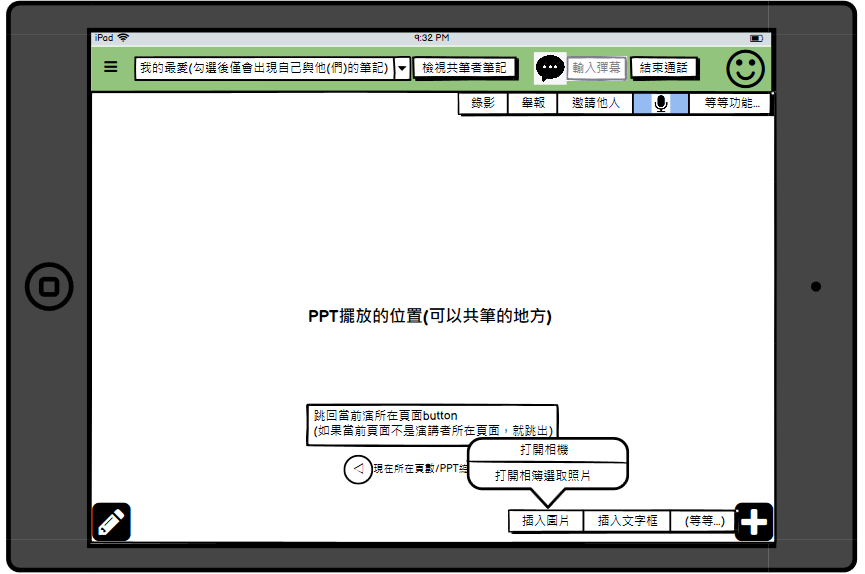 iPad 9:32 PM
我的最愛(勾選後僅會出現自己與他(們)的筆記) 檢視共筆者筆記 輸入彈幕 結束通話
錄影 舉報 邀請他人 等等功能...
PPT擺放的位置(可以共筆的地方)
跳回當前演所在頁面button
(如果當前頁面不是演講者所在頁面，就跳出)
打開相機
現在所在頁數/PPT總
打開相簿選取照片
插入圖片 插入文字框 (等等...)